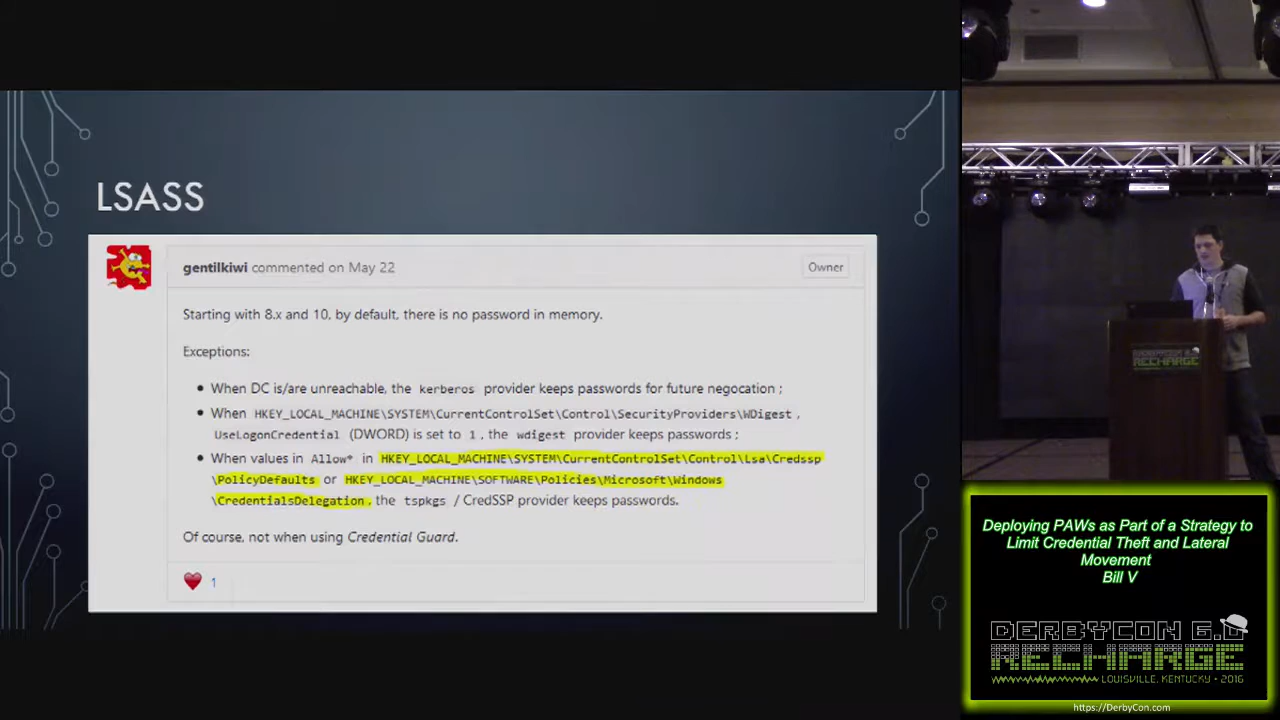 LSASS
gentilkiwi commented on May 22
Owner
Starting with 8.x and 10, by default, there is no password in memory.
Exceptions:
• When DC is/are unreachable, the kerberos provider keeps passwords for future negocation ;
• When HKEY_LOCAL_MACHINE\SYSTEM\CurrentControlSet\Control\SecurityProviders\WDigest ,
UseLogonCredential (DWORD) is set to 1 , the wdigest provider keeps passwords ;
• When values in Allow* in HKEY_LOCAL_MACHINE\SYSTEM\CurrentControlSet\Control\Lsa\Credssp
\PolicyDefaults or HKEY_LOCAL_MACHINE\SOFTWARE\Policies\Microsoft\Windows
\CredentialsDelegation , the tspkgs / CredSSP provider keeps passwords.
Of course, not when using Credential Guard.
1
DERBYCON 6.0
RECHARGE
Deploying PAWs as Part of a Strategy to
Limit Credential Theft and Lateral
Movement
Bill V
DERBYCON 6.0
RECHARGE
LOUISVILLE, KENTUCKY • 2016
https://DerbyCon.com